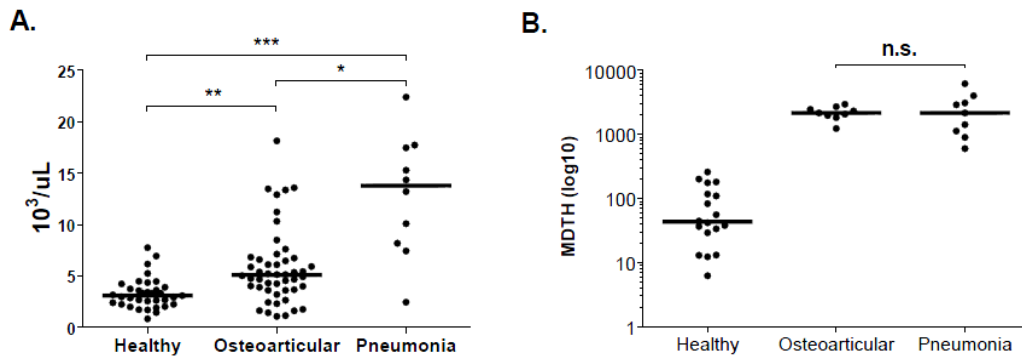 A.
***
**
*
10³/uL
25
20
15
10
5
0
Healthy Osteoarticular Pneumonia
B.
n.s.
MDTH (log10)
10000
1000
100
10
1
Healthy Osteoarticular Pneumonia